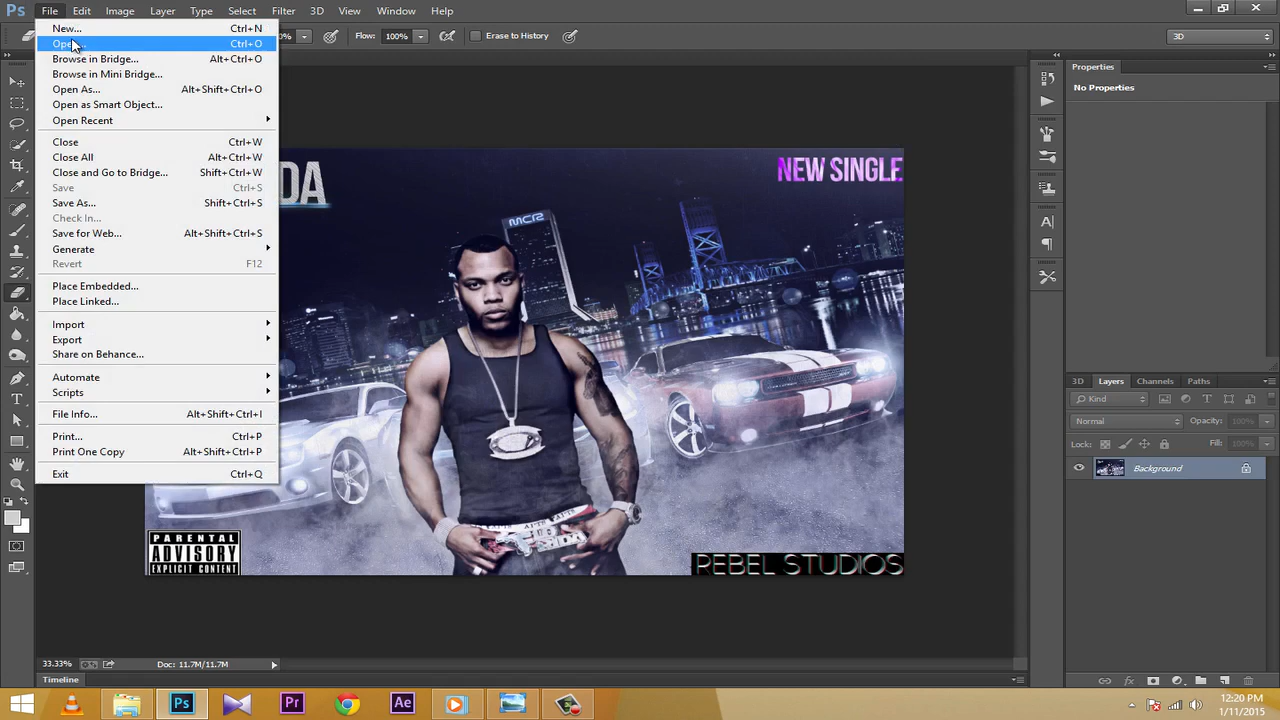 Ps File Edit Image Layer Type Select Filter 3D View Window Help
100% Flow: 100% Erase to History 3D
New... Ctrl+N
Open... Ctrl+O
Browse in Bridge... Alt+Ctrl+O
Browse in Mini Bridge...
Open As... Alt+Shift+Ctrl+O
Open as Smart Object...
Open Recent
Close Ctrl+W
Close All Alt+Ctrl+W
Close and Go to Bridge... Shift+Ctrl+W
Save Ctrl+S
Save As... Shift+Ctrl+S
Check In...
Save for Web... Alt+Shift+Ctrl+S
Generate
Revert F12
Place Embedded...
Place Linked...
Import
Export
Share on Behance...
Automate
Scripts
File Info... Alt+Shift+Ctrl+I
Print... Ctrl+P
Print One Copy Alt+Shift+Ctrl+P
Exit Ctrl+Q
DA
NEW SINGLE
MCR
PARENTAL
ADVISORY
EXPLICIT CONTENT
REBEL STUDIOS
Properties
No Properties
3D Layers Channels Paths
Kind
Normal Opacity: 100%
Lock: Fill: 100%
Background
33.33% Doc: 11.7M/11.7M
Timeline
Ps Pr Ae
12:20 PM
1/11/2015